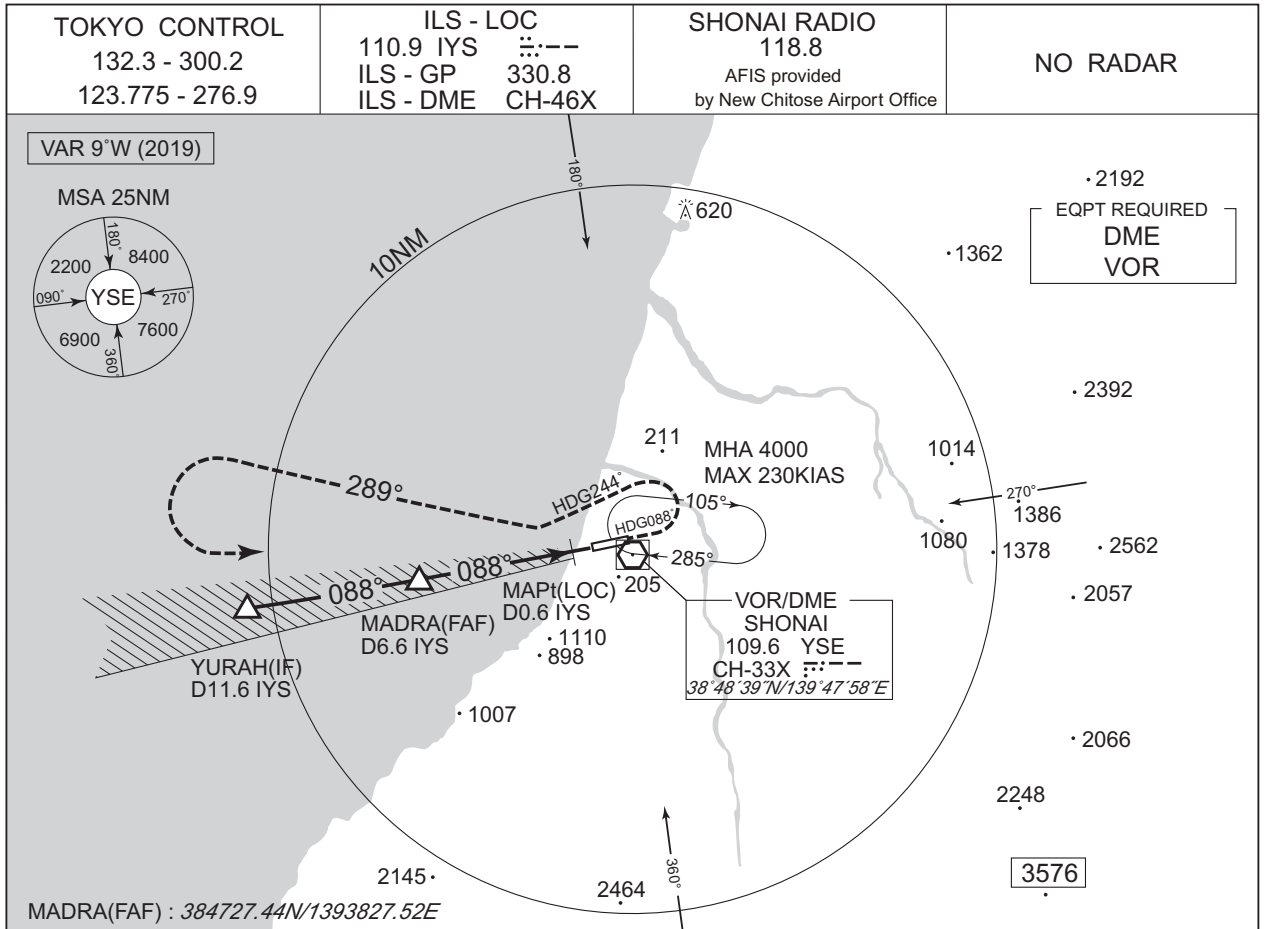 TOKYO CONTROL
132.3 - 300.2
123.775 - 276.9
ILS - LOC
110.9 IYS
ILS - GP 330.8
ILS - DME CH-46X
SHONAI RADIO
118.8
AFIS provided
by New Chitose Airport Office
NO RADAR
VAR 9°W (2019)
MSA 25NM
180°
2200
8400
090°
YSE
270°
6900
7600
360°
180°
10NM
620
2192
EQPT REQUIRED
DME
VOR
1362
2392
211
MHA 4000
MAX 230KIAS
1014
289°
HDG244°
105°
HDG088°
270°
1386
1080
1378
2562
285°
088°
088°
205
2057
MAPt(LOC)
D0.6 IYS
MADRA(FAF)
D6.6 IYS
YURAH(IF)
D11.6 IYS
1110
898
VOR/DME
SHONAI
109.6 YSE
CH-33X
38°48′39″N/139°47′58″E
1007
2066
2248
3576
360°
2145
2464
MADRA(FAF) : 384727.44N/1393827.52E